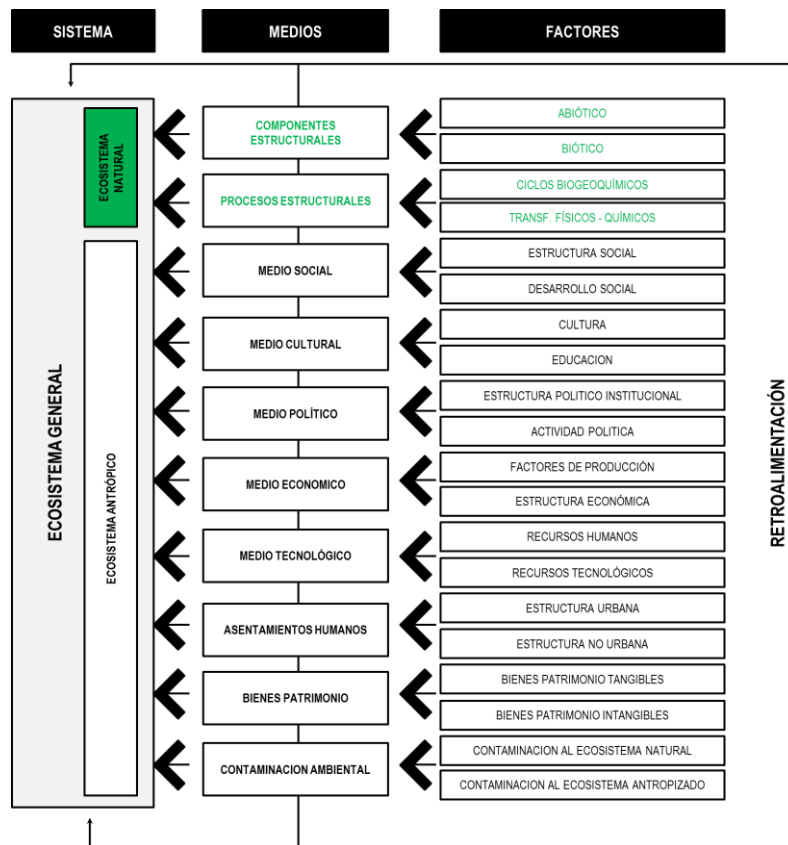 SISTEMA
MEDIOS
FACTORES
ECOSISTEMA GENERAL
ECOSISTEMA
NATURAL
ECOSISTEMA ANTRÓPICO
COMPONENTES
ESTRUCTURALES
PROCESOS ESTRUCTURALES
MEDIO SOCIAL
MEDIO CULTURAL
MEDIO POLÍTICO
MEDIO ECONOMICO
MEDIO TECNOLÓGICO
ASENTAMIENTOS HUMANOS
BIENES PATRIMONIO
CONTAMINACION AMBIENTAL
ABIÓTICO
BIÓTICO
CICLOS BIOGEOQUÍMICOS
TRANSF. FÍSICOS - QUÍMICOS
ESTRUCTURA SOCIAL
DESARROLLO SOCIAL
CULTURA
EDUCACION
ESTRUCTURA POLITICO INSTITUCIONAL
ACTIVIDAD POLITICA
FACTORES DE PRODUCCIÓN
ESTRUCTURA ECONÓMICA
RECURSOS HUMANOS
RECURSOS TECNOLÓGICOS
ESTRUCTURA URBANA
ESTRUCTURA NO URBANA
BIENES PATRIMONIO TANGIBLES
BIENES PATRIMONIO INTANGIBLES
CONTAMINACION AL ECOSISTEMA NATURAL
CONTAMINACION AL ECOSISTEMA ANTROPIZADO
RETROALIMENTACIÓN